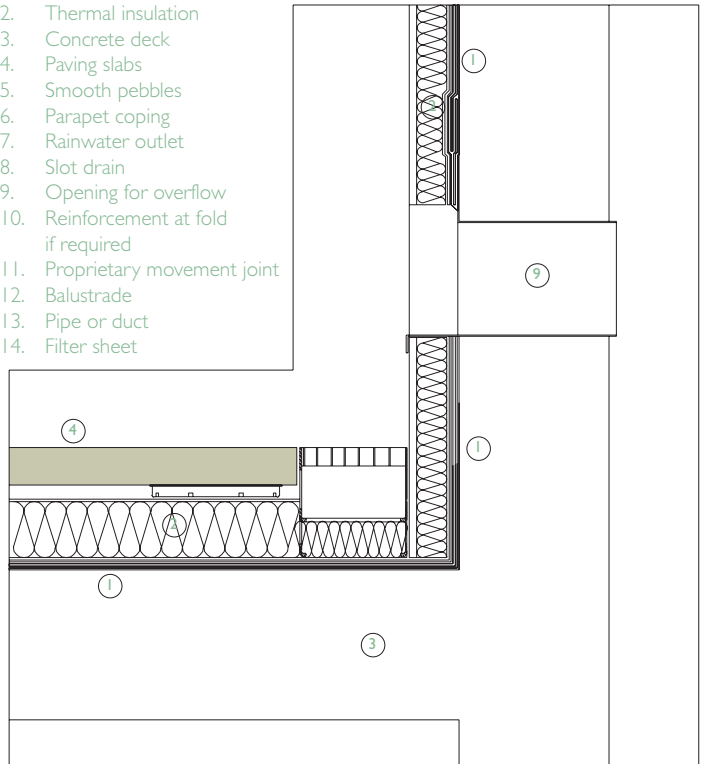 2. Thermal insulation
3. Concrete deck
4. Paving slabs
5. Smooth pebbles
6. Parapet coping
7. Rainwater outlet
8. Slot drain
9. Opening for overflow
10. Reinforcement at fold
if required
11. Proprietary movement joint
12. Balustrade
13. Pipe or duct
14. Filter sheet
1
2
9
4
1
2
1
3